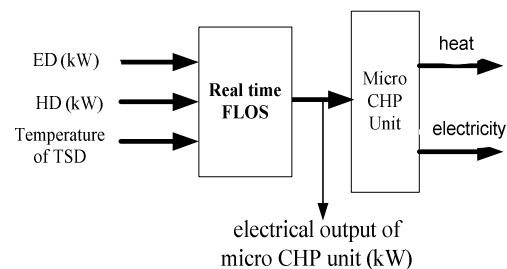 ED (kW)
HD (kW)
Temperature
of TSD
Real time
FLOS
Micro
CHP
Unit
heat
electricity
electrical output of
micro CHP unit (kW)